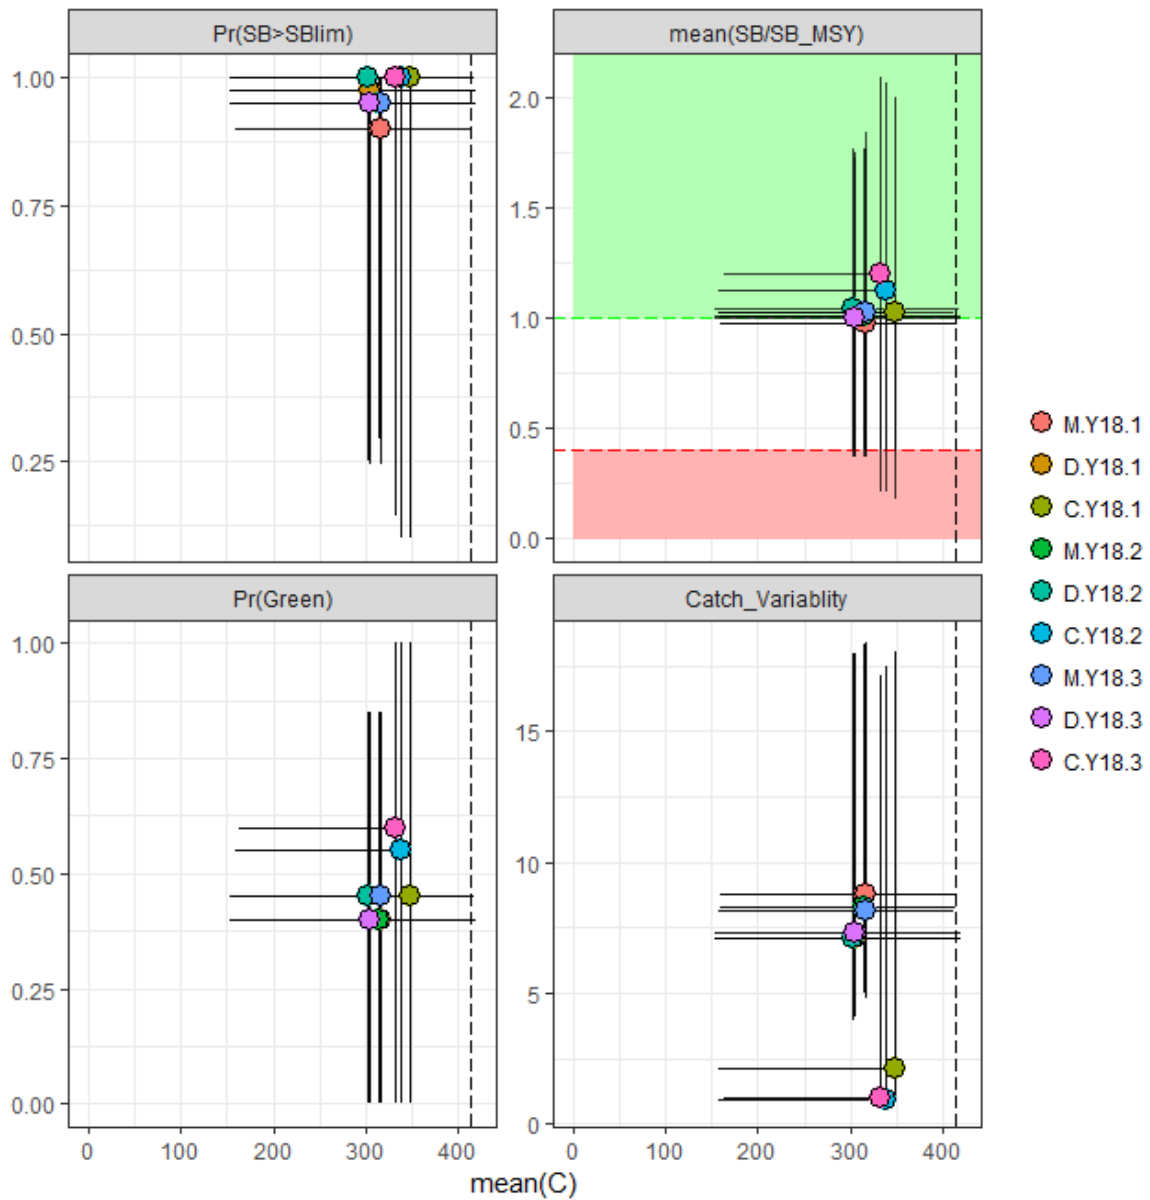 Pr(SB>SBlim)
mean(SB/SB_MSY)
1.00
0.75
0.50
0.25
2.0
1.5
1.0
0.5
0.0
Pr(Green)
Catch_Variablity
1.00
0.75
0.50
0.25
0.00
15
10
5
0
0 100 200 300 400
0 100 200 300 400
mean(C)
M.Y18.1
D.Y18.1
C.Y18.1
M.Y18.2
D.Y18.2
C.Y18.2
M.Y18.3
D.Y18.3
C.Y18.3